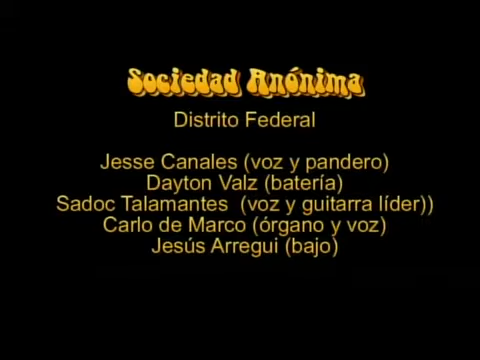 Sociedad Anónima
Distrito Federal
Jesse Canales (voz y pandero)
Dayton Valz (batería)
Sadoc Talamantes  (voz y guitarra líder))
Carlo de Marco (órgano y voz)
Jesús Arregui (bajo)